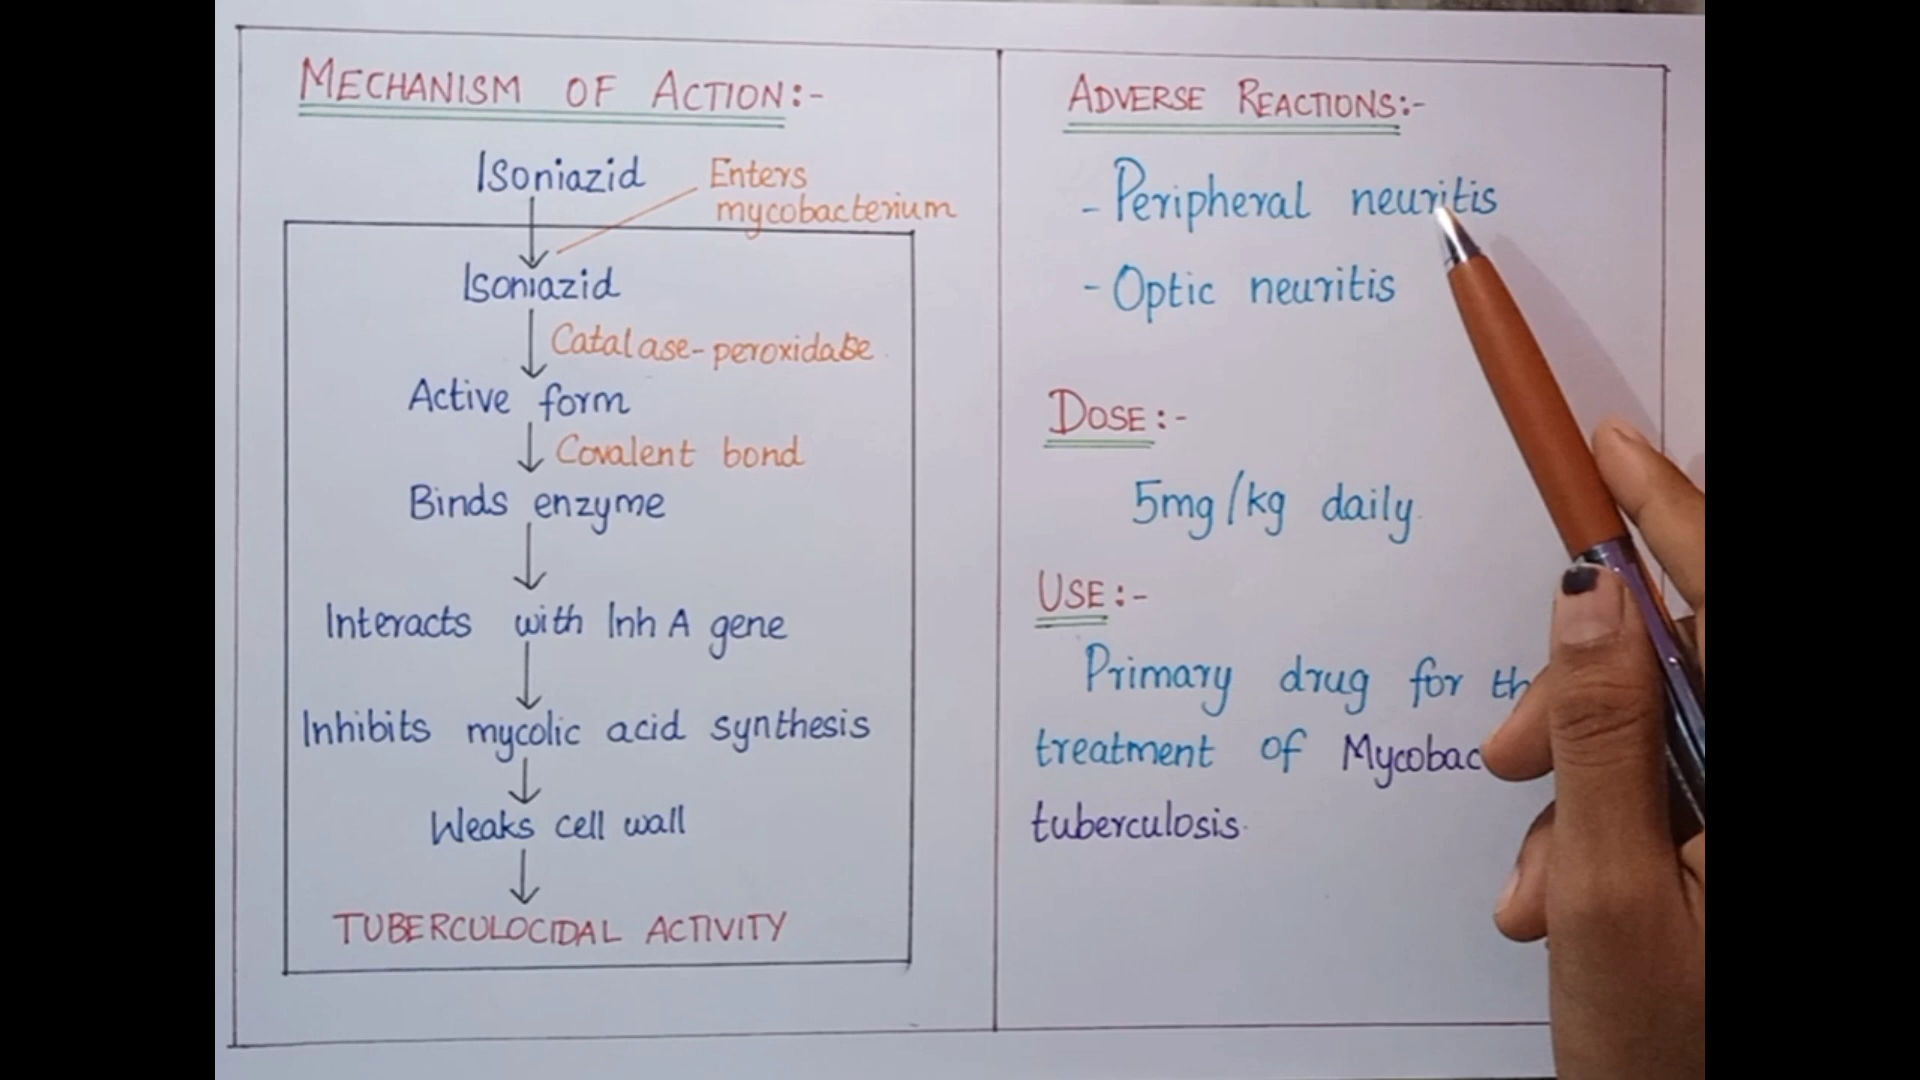 MECHANISM OF ACTION:-
Isoniazid
Enters
mycobacterium
Isoniazid
Catalase-peroxidase
Active form
Covalent bond
Binds enzyme
Interacts with Inh A gene
Inhibits mycolic acid synthesis
Weaks cell wall
TUBERCULOCIDAL ACTIVITY
ADVERSE REACTIONS:-
- Peripheral neuritis
- Optic neuritis
DOSE:-
5mg/kg daily.
USE:-
Primary drug for th
treatment of Mycobac
tuberculosis.